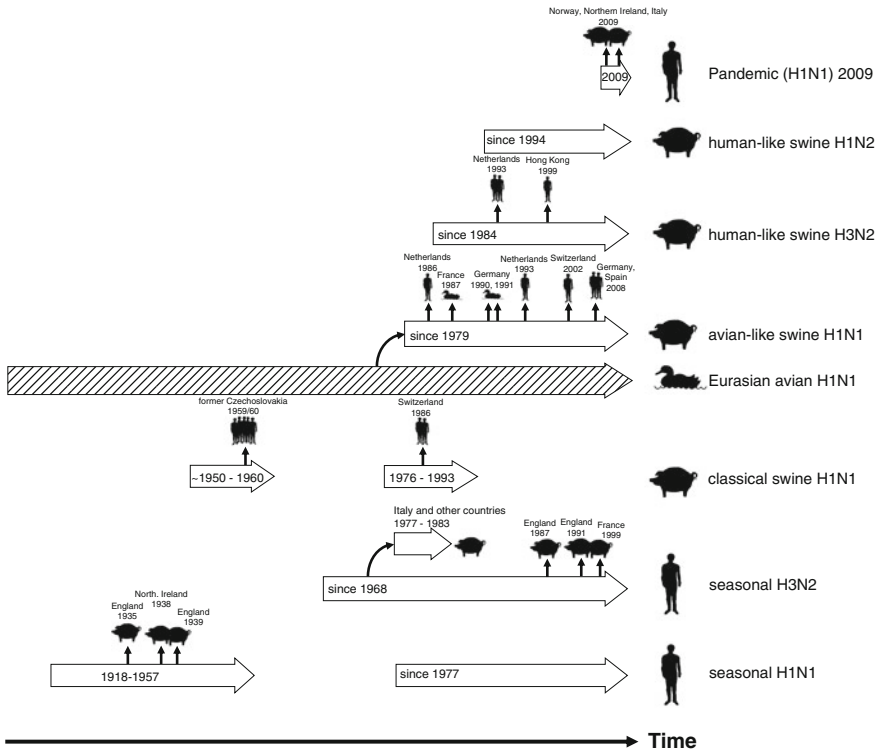 Norway, Northern Ireland, Italy
2009
2009
Pandemic (H1N1) 2009
since 1994
human-like swine H1N2
Netherlands
1993
Hong Kong
1999
since 1984
human-like swine H3N2
Netherlands
1986
France
1987
Germany
1990, 1991
Netherlands
1993
Switzerland
2002
Germany,
Spain
2008
since 1979
avian-like swine H1N1
Eurasian avian H1N1
former Czechoslovakia
1959/60
Switzerland
1986
~1950 - 1960
1976 - 1993
classical swine H1N1
Italy and other countries
1977 - 1983
England
1987
England
1991
France
1999
since 1968
seasonal H3N2
England
1935
North. Ireland
1938
England
1939
1918-1957
since 1977
seasonal H1N1
Time